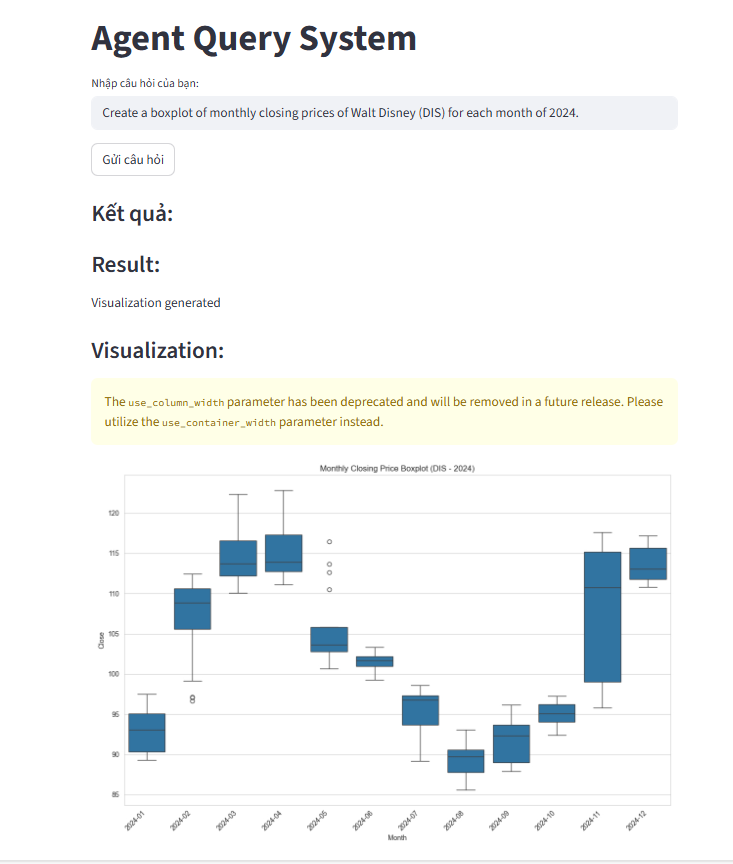 Agent Query System
Nhập câu hỏi của bạn:
Create a boxplot of monthly closing prices of Walt Disney (DIS) for each month of 2024.
Gửi câu hỏi
Kết quả:
Result:
Visualization generated
Visualization:
The use_column_width parameter has been deprecated and will be removed in a future release. Please
utilize the use_container_width parameter instead.
Monthly Closing Price Boxplot (DIS - 2024)
120
115
110
105
Close
100
95
90
85
2024-01 2024-02 2024-03 2024-04 2024-05 2024-06 2024-07 2024-08 2024-09 2024-10 2024-11 2024-12
Month